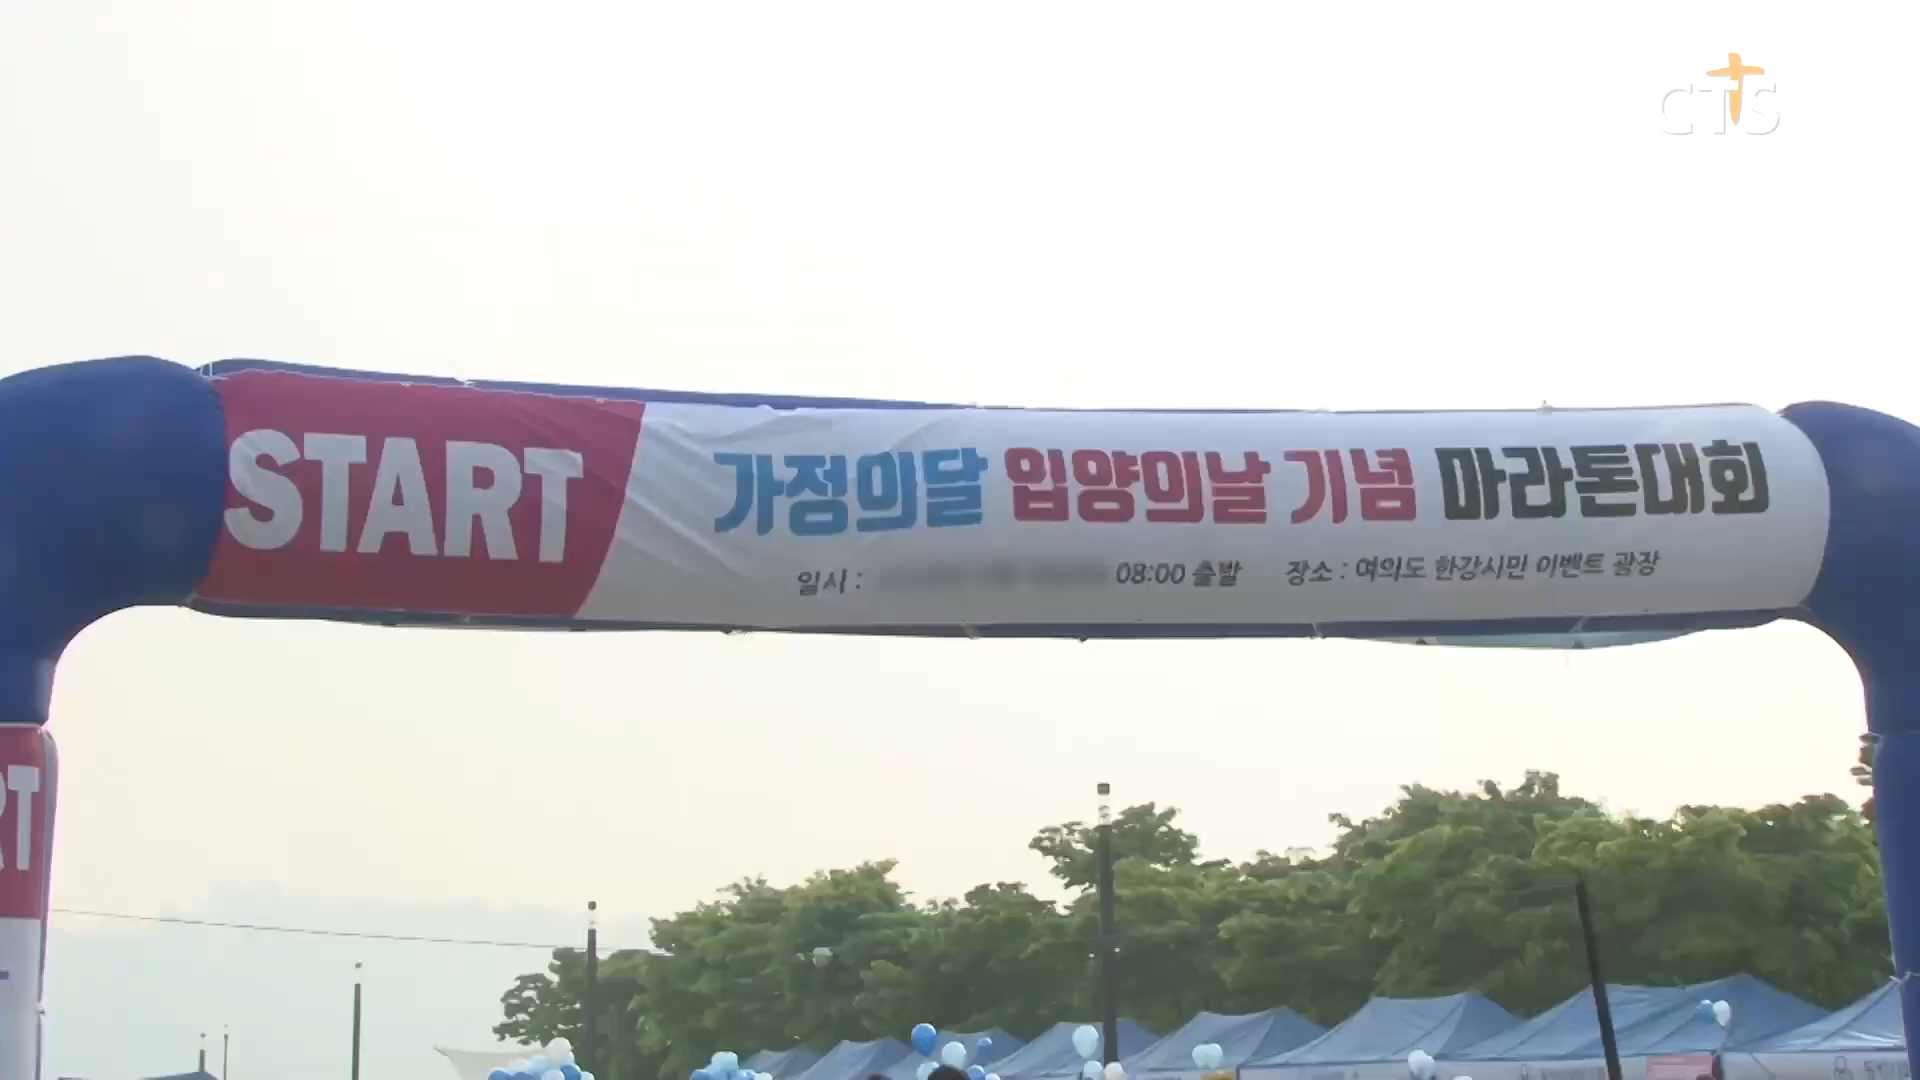 CTS
START 가정의달 입양의날 기념 마라톤대회
일시 : 08:00 출발 장소 : 여의도 한강시민 이벤트 광장
RT